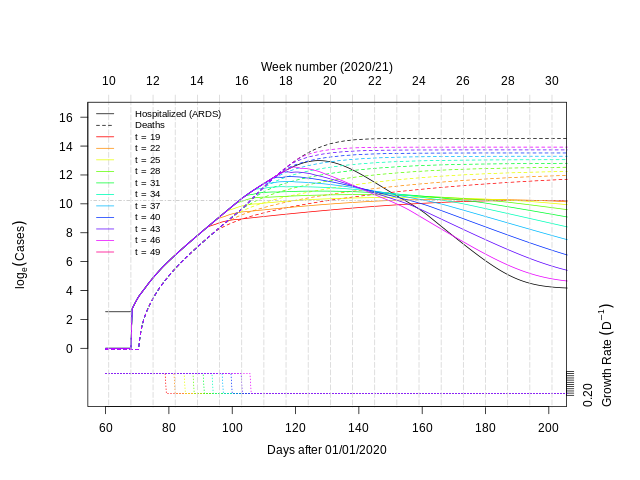 Week number (2020/21)
10 12 14 16 18 20 22 24 26 28 30
16
14
12
10
8
6
4
2
0
logₑ(Cases)
Hospitalized (ARDS)
Deaths
t = 19
t = 22
t = 25
t = 28
t = 31
t = 34
t = 37
t = 40
t = 43
t = 46
t = 49
0.20
Growth Rate (D⁻¹)
60 80 100 120 140 160 180 200
Days after 01/01/2020